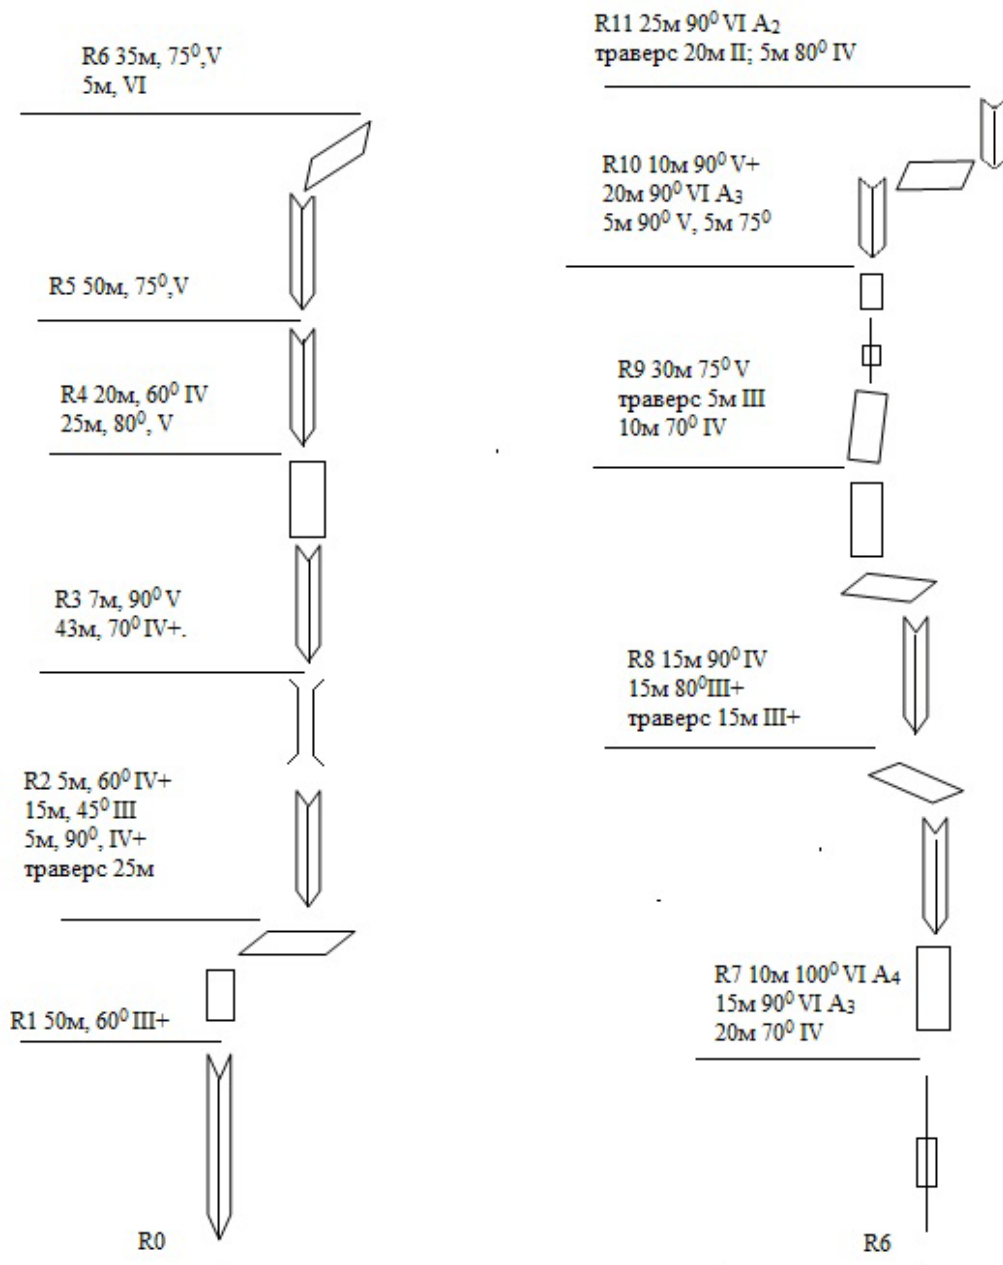 R6 35м, 75⁰,V
5м, VI
R5 50м, 75⁰,V
R4 20м, 60⁰ IV
25м, 80⁰, V
R3 7м, 90⁰ V
43м, 70⁰ IV+.
R2 5м, 60⁰ IV+
15м, 45⁰ III
5м, 90⁰, IV+
траверс 25м
R1 50м, 60⁰ III+
R0
R11 25м 90⁰ VI A₂
траверс 20м II; 5м 80⁰ IV
R10 10м 90⁰ V+
20м 90⁰ VI A₃
5м 90⁰ V, 5м 75⁰
R9 30м 75⁰ V
траверс 5м III
10м 70⁰ IV
R8 15м 90⁰ IV
15м 80⁰III+
траверс 15м III+
R7 10м 100⁰ VI A₄
15м 90⁰ VI A₃
20м 70⁰ IV
R6